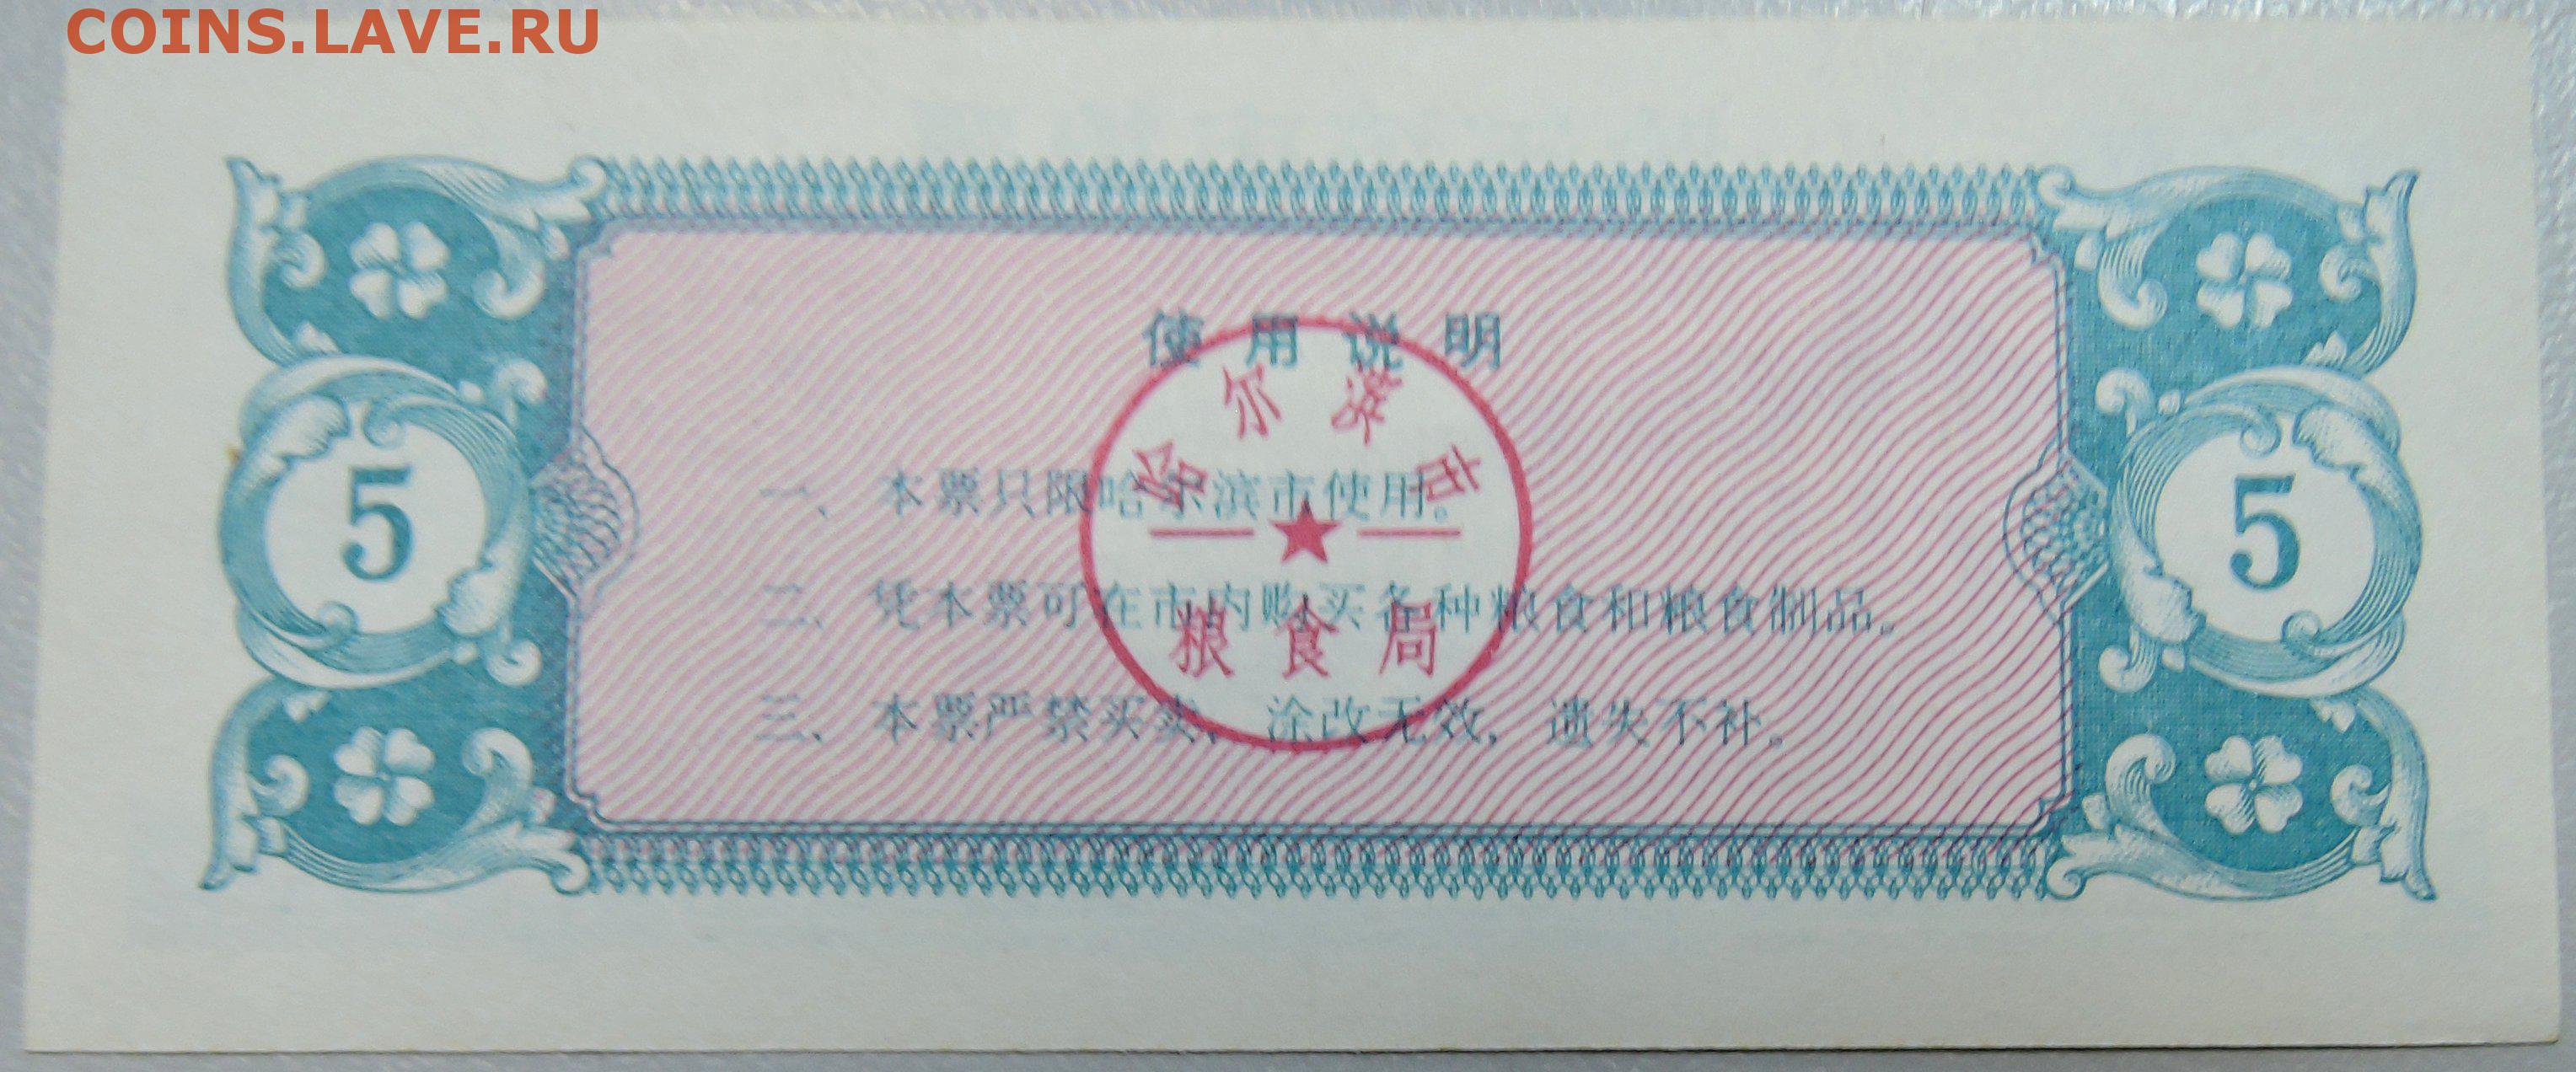 COINS.LAVE.RU
使用说明
哈尔滨市
一、本票只限哈尔滨市使用。
5
5
二、凭本票可在市内购买各种粮食和粮食制品。
粮食局
三、本票严禁买卖，涂改无效，遗失不补。